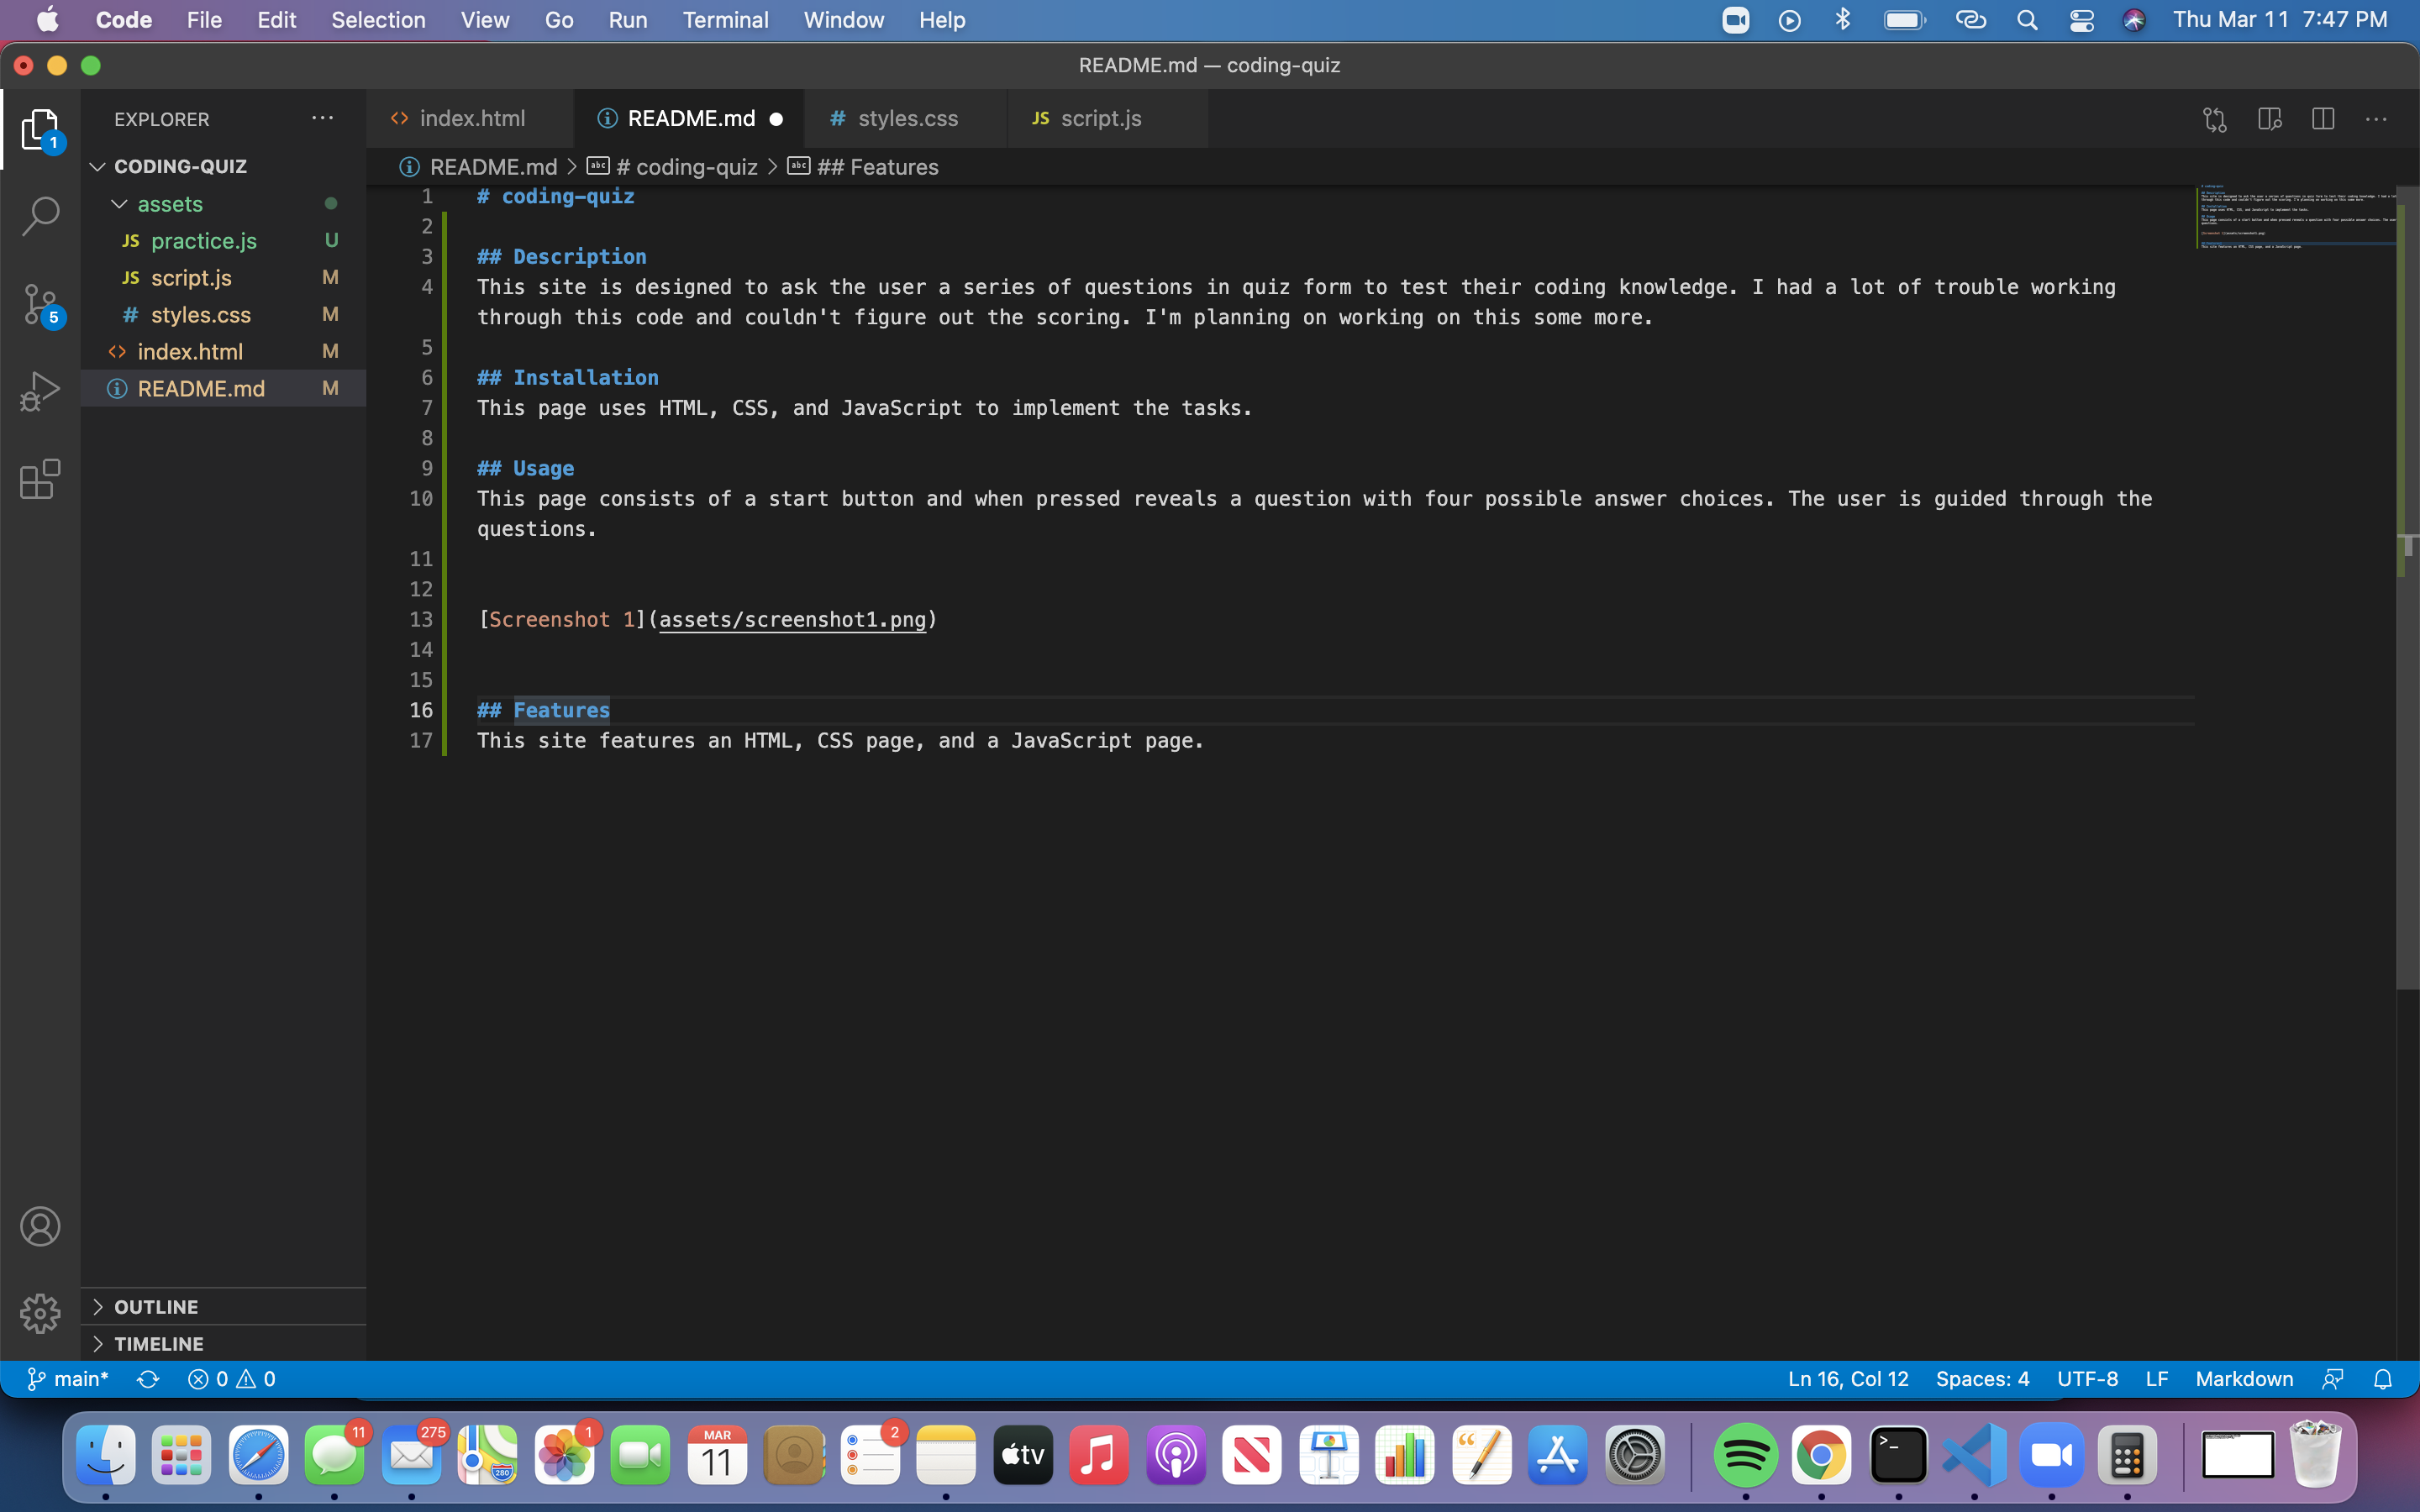 Code File Edit Selection View Go Run Terminal Window Help Thu Mar 11 7:47 PM
README.md — coding-quiz
1
EXPLORER
index.html README.md styles.css JS script.js
README.md > # coding-quiz > ## Features
CODING-QUIZ
assets
JS practice.js U
JS script.js M
5
# styles.css M
<> index.html M
README.md M
1 # coding-quiz
2
3 ## Description
4 This site is designed to ask the user a series of questions in quiz form to test their coding knowledge. I had a lot of trouble working
through this code and couldn't figure out the scoring. I'm planning on working on this some more.
5
6 ## Installation
7 This page uses HTML, CSS, and JavaScript to implement the tasks.
8
9 ## Usage
10 This page consists of a start button and when pressed reveals a question with four possible answer choices. The user is guided through the
questions.
11
12
13 [Screenshot 1](assets/screenshot1.png)
14
15
16 ## Features
17 This site features an HTML, CSS page, and a JavaScript page.
OUTLINE
TIMELINE
main* 0 0 Ln 16, Col 12 Spaces: 4 UTF-8 LF Markdown
11 275 280 1 MAR 11 2 tv